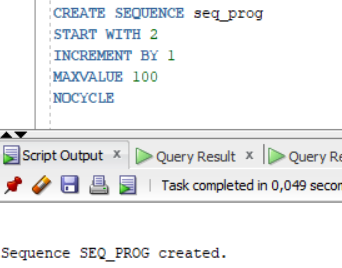 CREATE SEQUENCE seq_prog
START WITH 2
INCREMENT BY 1
MAXVALUE 100
NOCYCLE
Script Output x Query Result x Query Re
Task completed in 0,049 secon
Sequence SEQ_PROG created.